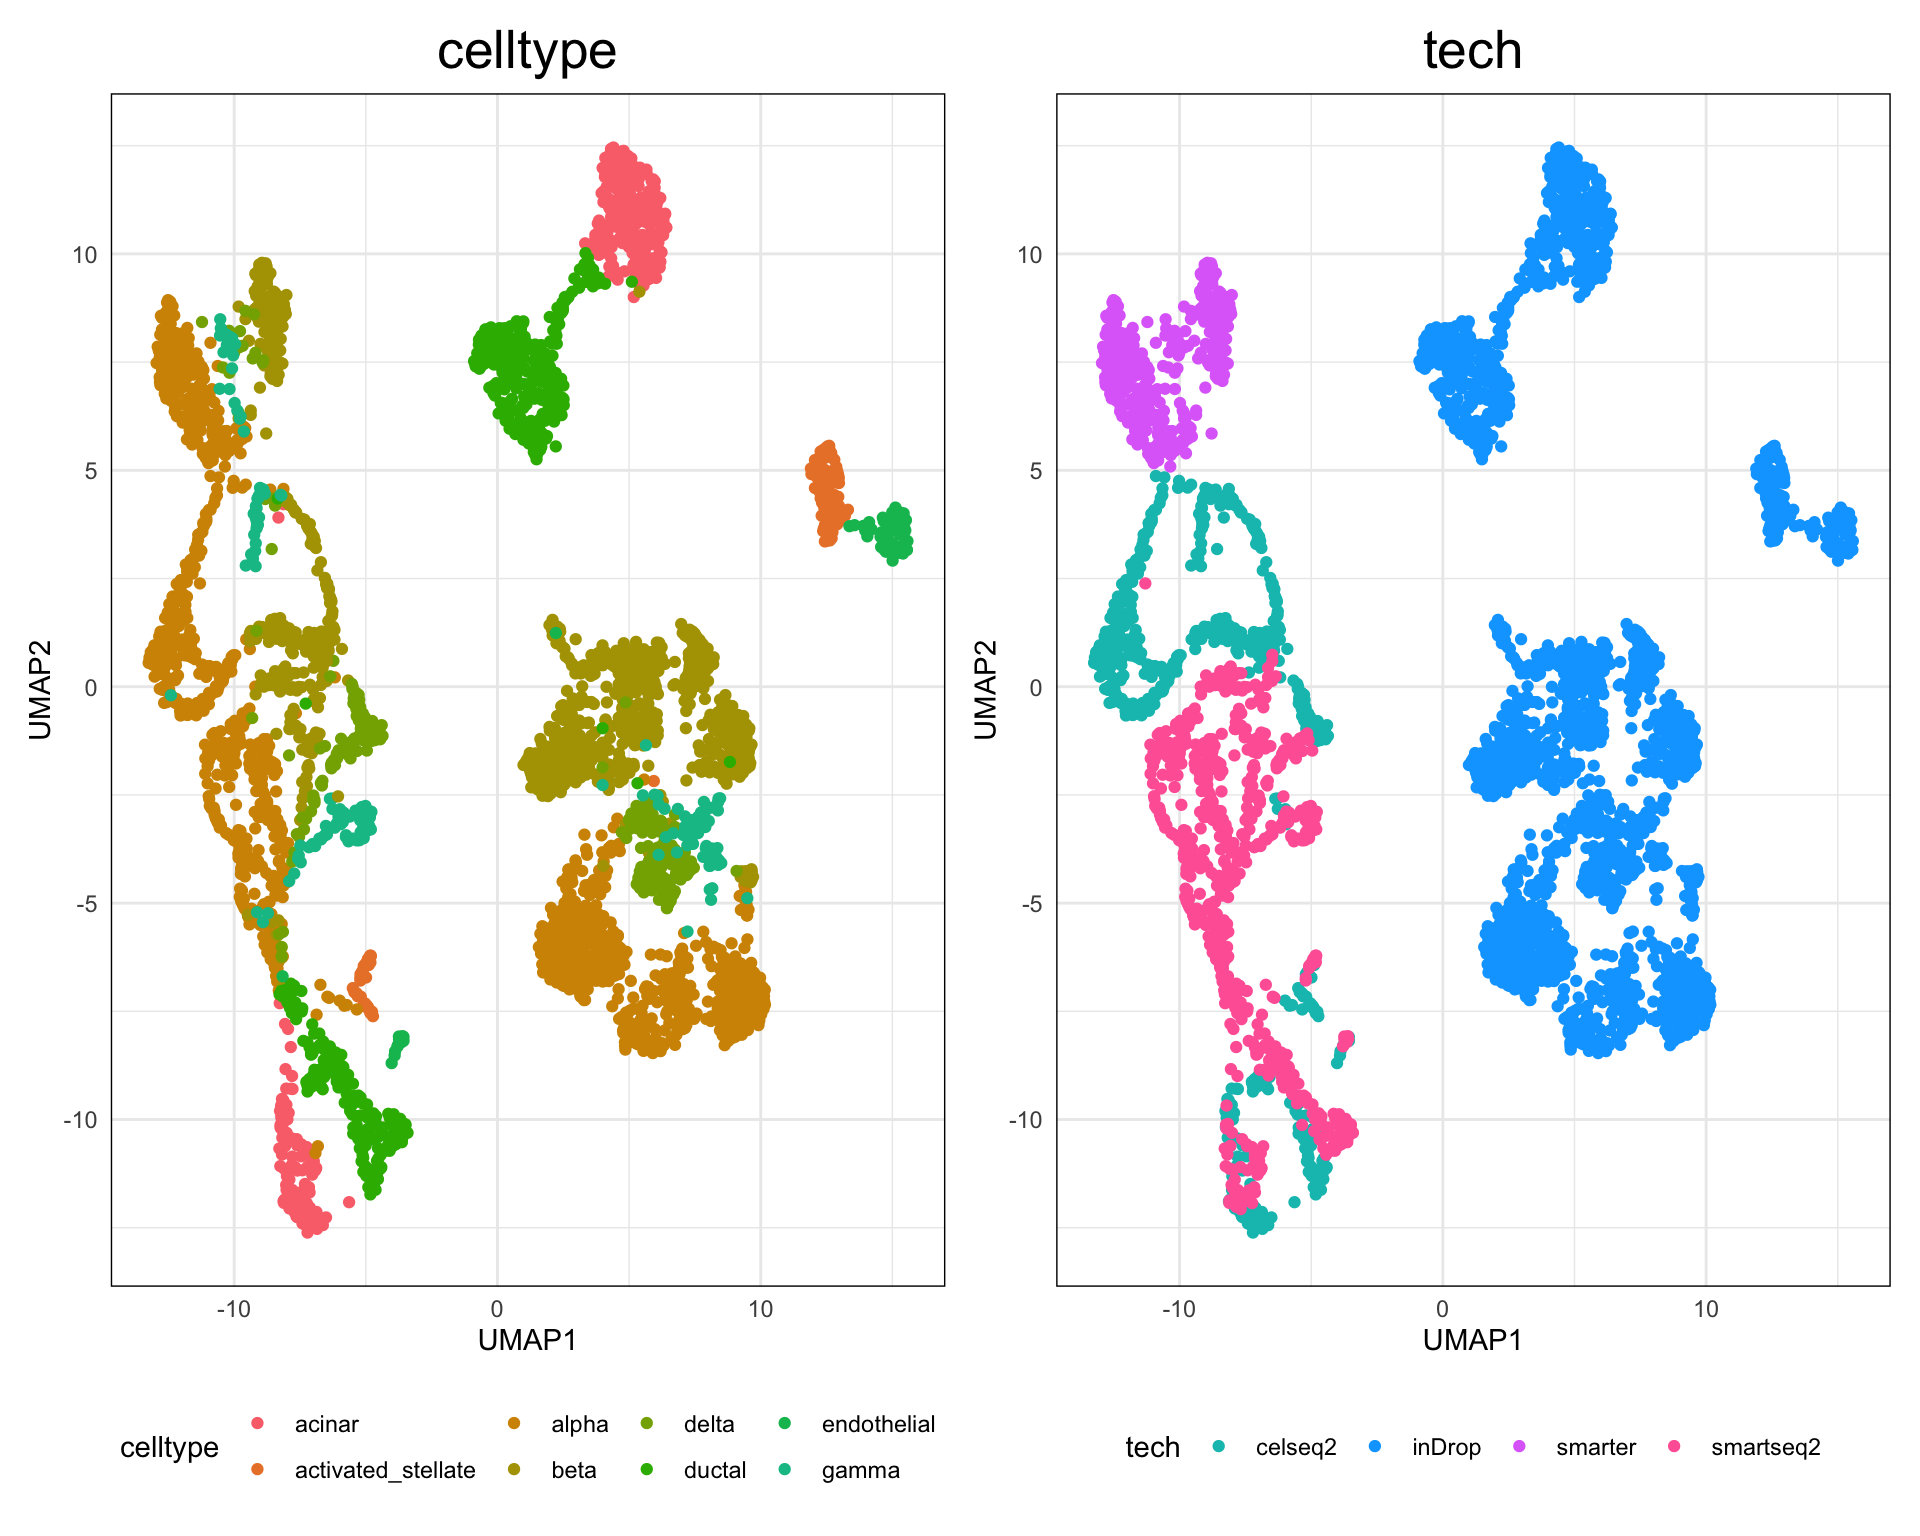 celltype
tech
10
5
0
-5
-10
UMAP2
-10
0
10
UMAP1
10
5
0
-5
-10
UMAP2
-10
0
10
UMAP1
celltype
acinar
alpha
delta
endothelial
activated_stellate
beta
ductal
gamma
tech
celseq2
inDrop
smarter
smartseq2